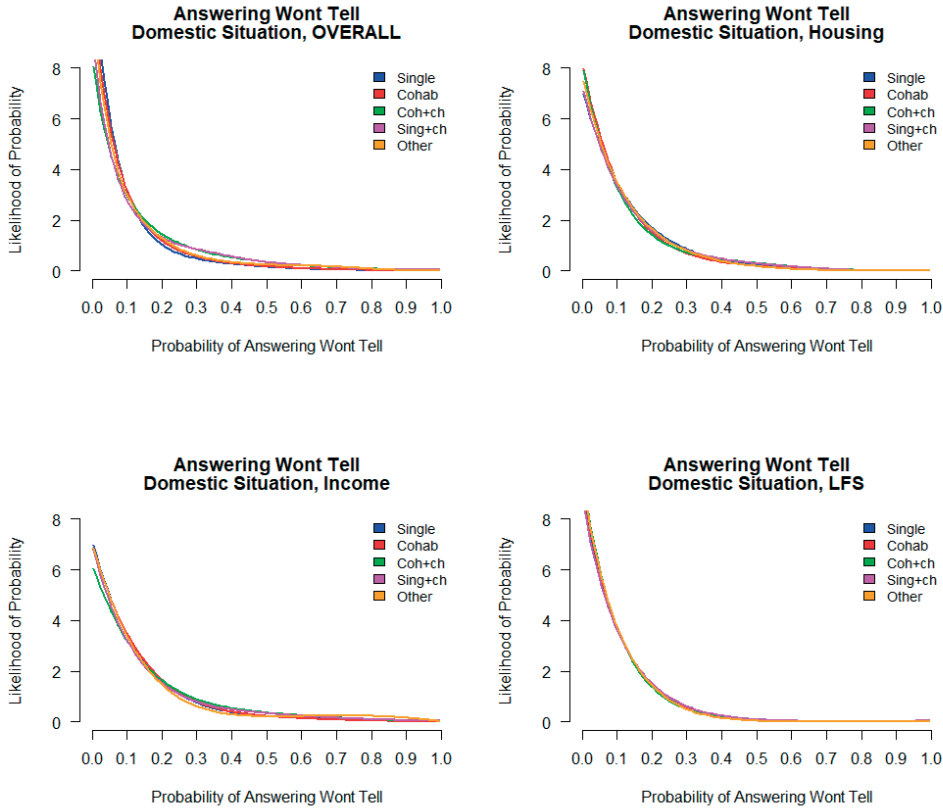 Answering Wont Tell
Domestic Situation, OVERALL
Likelihood of Probability
8
6
4
2
0
Single
Cohab
Coh+ch
Sing+ch
Other
0.0 0.1 0.2 0.3 0.4 0.5 0.6 0.7 0.8 0.9 1.0
Probability of Answering Wont Tell
Answering Wont Tell
Domestic Situation, Housing
Likelihood of Probability
8
6
4
2
0
Single
Cohab
Coh+ch
Sing+ch
Other
0.0 0.1 0.2 0.3 0.4 0.5 0.6 0.7 0.8 0.9 1.0
Probability of Answering Wont Tell
Answering Wont Tell
Domestic Situation, Income
Likelihood of Probability
8
6
4
2
0
Single
Cohab
Coh+ch
Sing+ch
Other
0.0 0.1 0.2 0.3 0.4 0.5 0.6 0.7 0.8 0.9 1.0
Probability of Answering Wont Tell
Answering Wont Tell
Domestic Situation, LFS
Likelihood of Probability
8
6
4
2
0
Single
Cohab
Coh+ch
Sing+ch
Other
0.0 0.1 0.2 0.3 0.4 0.5 0.6 0.7 0.8 0.9 1.0
Probability of Answering Wont Tell